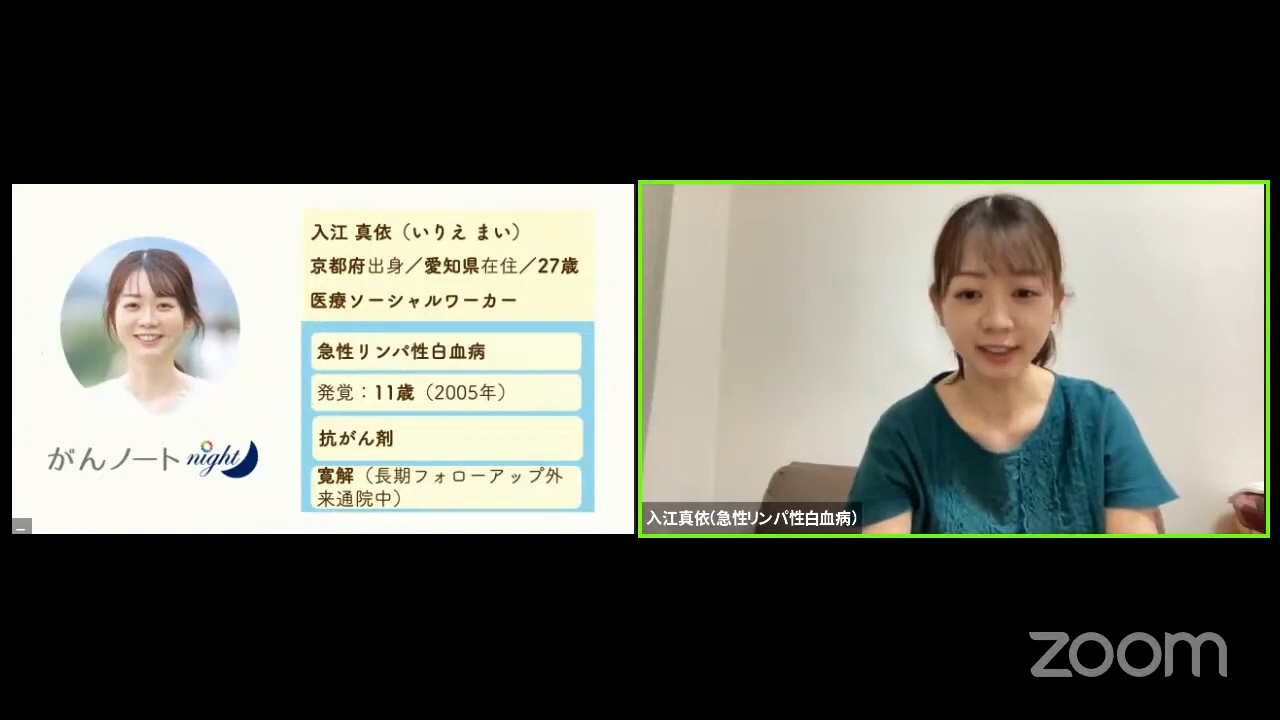 入江 真依（いりえ まい）
京都府出身／愛知県在住／27歳
医療ソーシャルワーカー
急性リンパ性白血病
発覚：11歳（2005年）
抗がん剤
寛解（長期フォローアップ外
来通院中）
がんノート night
入江真依(急性リンパ性白血病)
zoom